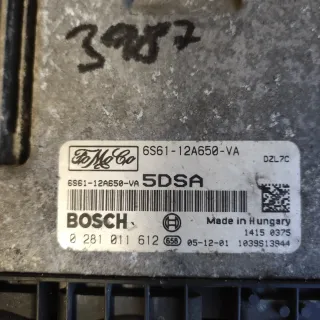 3987
FoMoCo 6S61-12A650-VA
DZL7C
6S61-12A650-VA 5DSA
BOSCH Made in Hungary
1415 0375
0 281 011 612 658 05-12-01 1039S13944